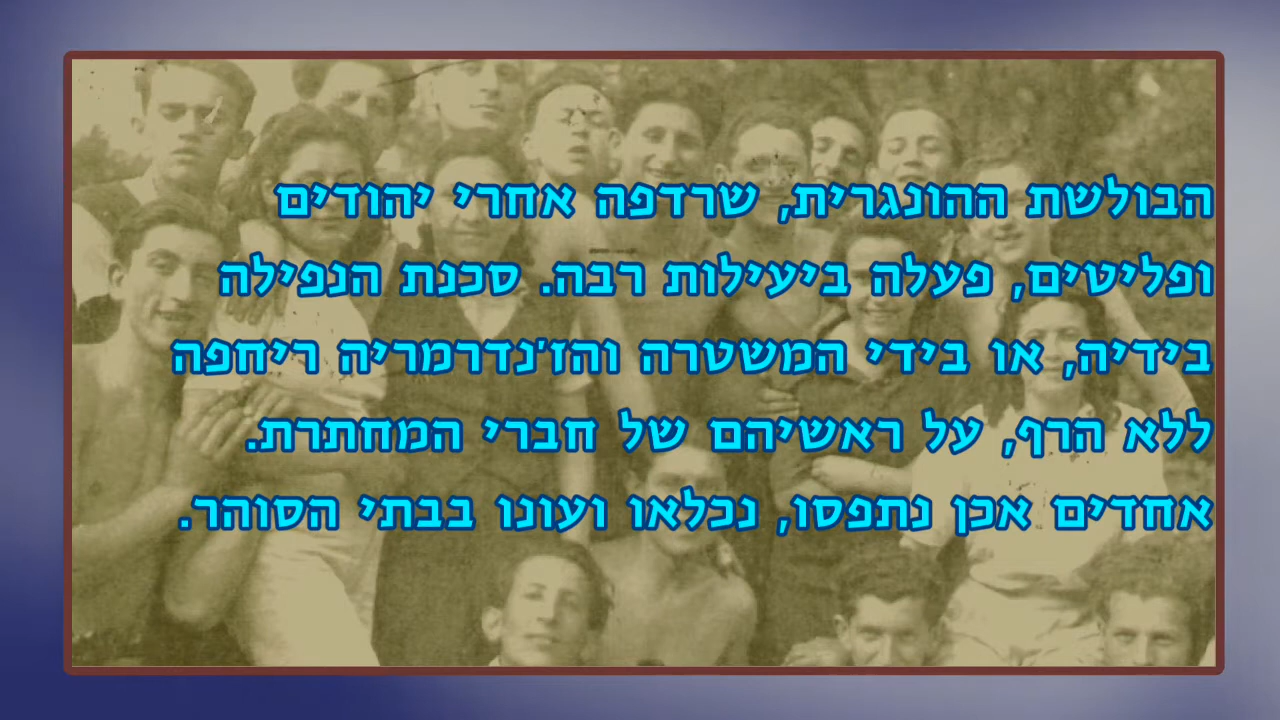 הבולשת ההונגרית, שרדפה אחרי יהודים
ופליטים, פעלה ביעילות רבה. סכנת הנפילה
בידיה, או בידי המשטרה והז'נדרמריה ריחפה
ללא הרף, על ראשיהם של חברי המחתרת.
אחדים אכן נתפסו, נכלאו ועונו בבתי הסוהר.